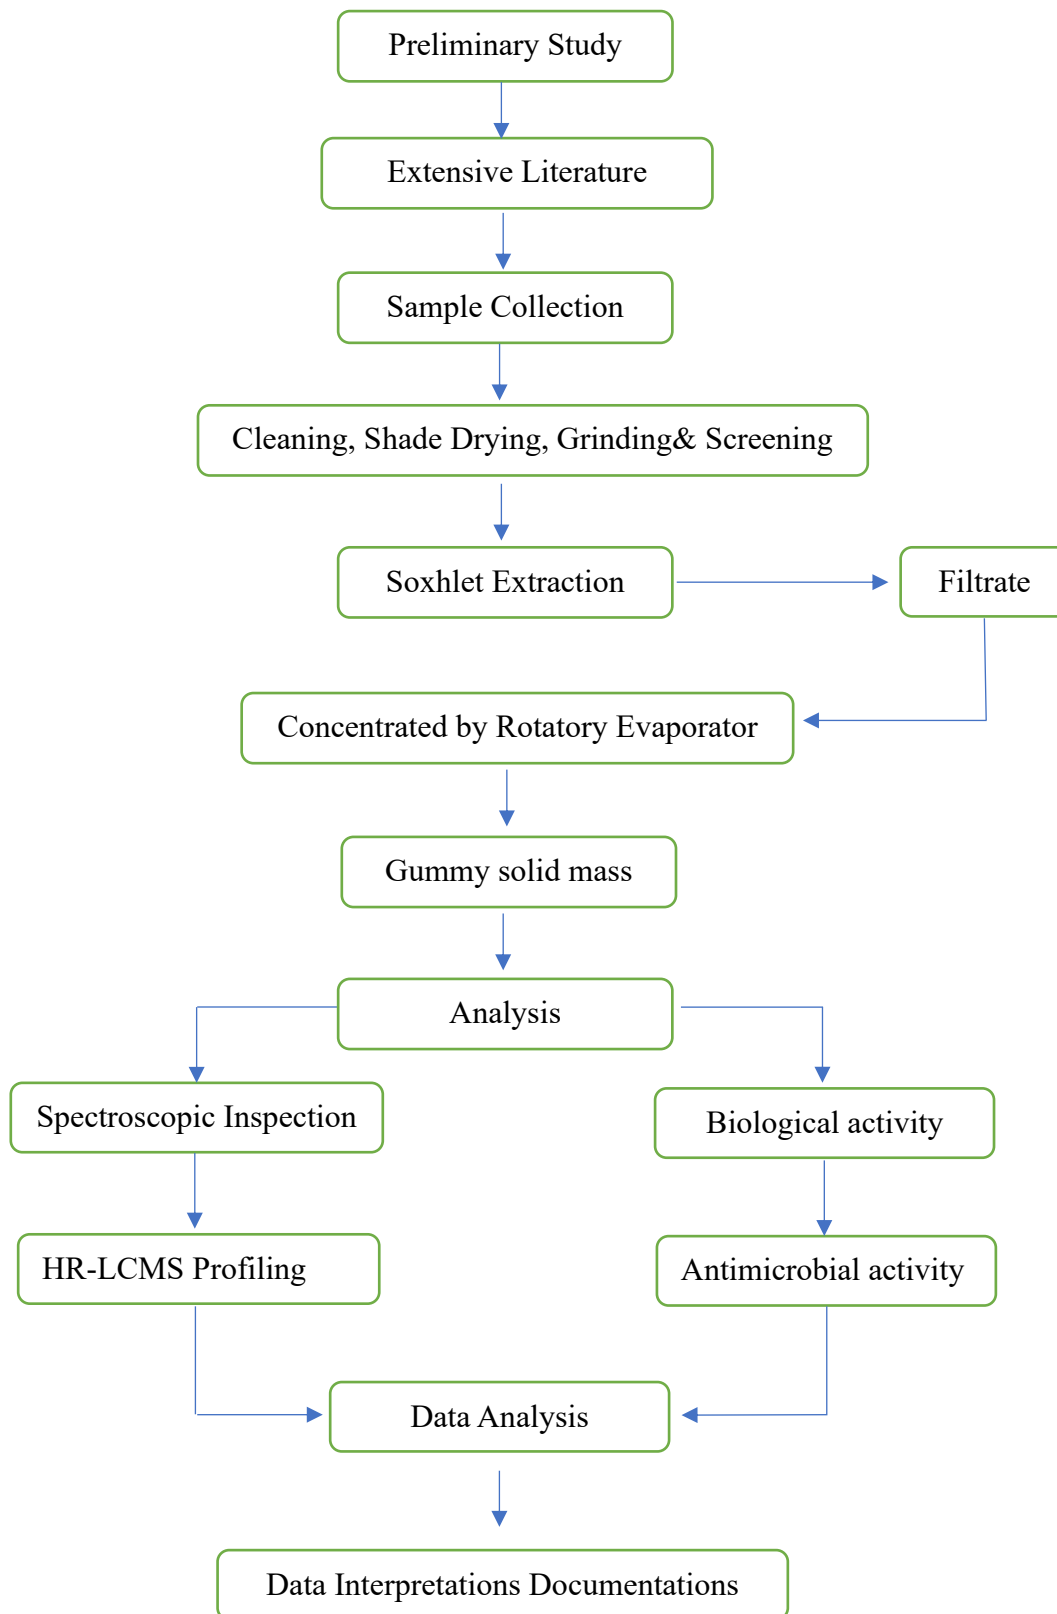 Preliminary Study
Extensive Literature
Sample Collection
Cleaning, Shade Drying, Grinding& Screening
Soxhlet Extraction
Filtrate
Concentrated by Rotatory Evaporator
Gummy solid mass
Analysis
Spectroscopic Inspection
Biological activity
HR-LCMS Profiling
Antimicrobial activity
Data Analysis
Data Interpretations Documentations